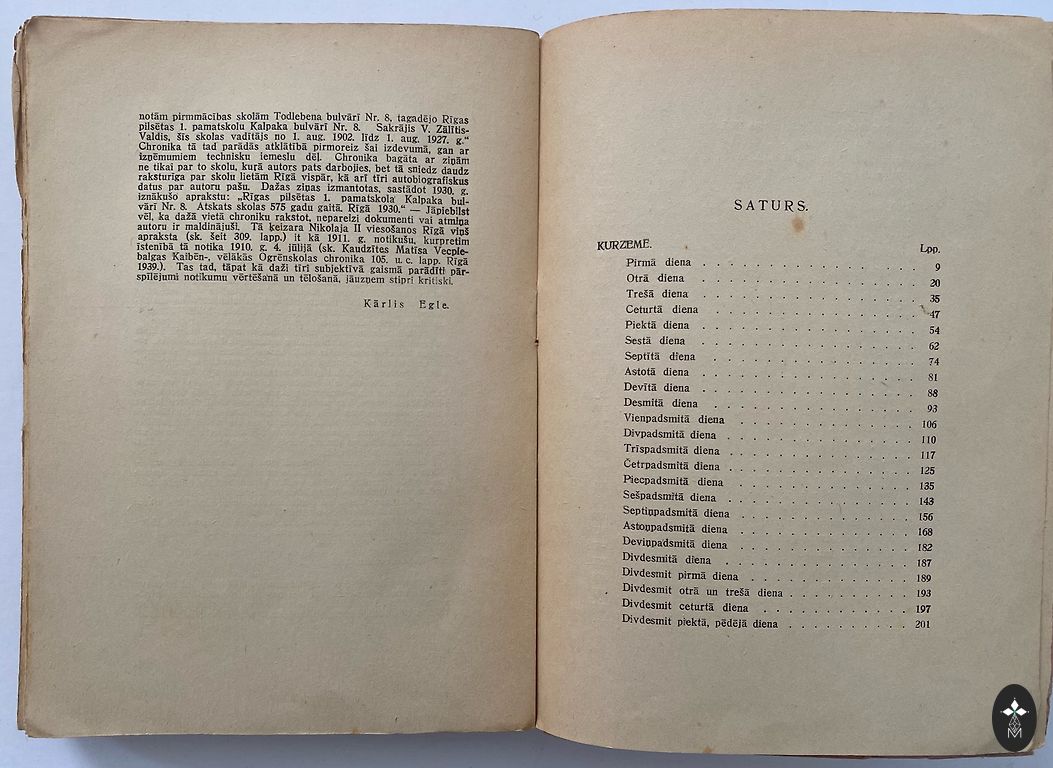 notām pirmmācības skolām Todlebena bulvārī Nr. 8, tagadējo Rīgas
pilsētas 1. pamatskolu Kalpaka bulvārī Nr. 8. Sakrājis V. Zālītis-
Valdis, šīs skolas vadītājs no 1. aug. 1902. līdz 1. aug. 1927. g.“
Chronika tā tad parādās atklātībā pirmoreiz šai izdevumā, gan ar
izņēmumiem technisku iemeslu dēļ. Chronika bagāta ar ziņām
ne tikai par to skolu, kuŗā autors pats darbojies, bet tā sniedz daudz
raksturīga par skolu lietām Rīgā vispār, kā arī tīri autobiografiskus
datus par autoru pašu. Dažas ziņas izmantotas, sastādot 1930. g.
iznākušo aprakstu: „Rīgas pilsētas 1. pamatskola Kalpaka bul-
vārī Nr. 8. Atskats skolas 575 gadu gaitā. Rīgā 1930.“ — Jāpiebilst
vēl, ka dažā vietā chroniku rakstot, nepareizi dokumenti vai atmiņa
autoru ir maldinājuši. Tā ķeizara Nikolaja II viesošanos Rīgā viņš
apraksta (sk. šeit 309. lapp.) it kā 1911. g. notikušu, kurpretim
īstenībā tā notika 1910. g. 4. jūlijā (sk. Kaudzītes Matīsa Vecpie-
balgas Kaibēn-, vēlākās Ogrēnskolas chronika 105. u. c. lapp. Rīgā
1939.). Tas tad, tāpat kā daži tīri subjektīvā gaismā parādīti pār-
spīlējumi notikumu vērtēšanā un tēlošanā, jāuzņem stipri kritiski.
Kārlis Egle.
SATURS.
KURZEMĒ. Lpp.
Pirmā diena . . . . . . . . . . . . . . 9
Otrā diena . . . . . . . . . . . . . . 20
Trešā diena . . . . . . . . . . . . . . 35
Ceturtā diena . . . . . . . . . . . . . 47
Piektā diena . . . . . . . . . . . . . . 54
Sestā diena . . . . . . . . . . . . . . 62
Septītā diena . . . . . . . . . . . . . 74
Astotā diena . . . . . . . . . . . . . . 81
Devītā diena . . . . . . . . . . . . . . 88
Desmitā diena . . . . . . . . . . . . . 93
Vienpadsmitā diena . . . . . . . . . . . . 106
Divpadsmitā diena . . . . . . . . . . . . 110
Trīspadsmitā diena . . . . . . . . . . . . 117
Četrpadsmitā diena . . . . . . . . . . . . 125
Piecpadsmitā diena . . . . . . . . . . . . 135
Sešpadsmitā diena . . . . . . . . . . . . 143
Septiņpadsmitā diena . . . . . . . . . . . 156
Astoņpadsmitā diena . . . . . . . . . . . 168
Deviņpadsmitā diena . . . . . . . . . . . 182
Divdesmitā diena . . . . . . . . . . . . 187
Divdesmit pirmā diena . . . . . . . . . . . 189
Divdesmit otrā un trešā diena . . . . . . . . . 193
Divdesmit ceturtā diena . . . . . . . . . . 197
Divdesmit piektā, pēdējā diena . . . . . . . . . 201
M